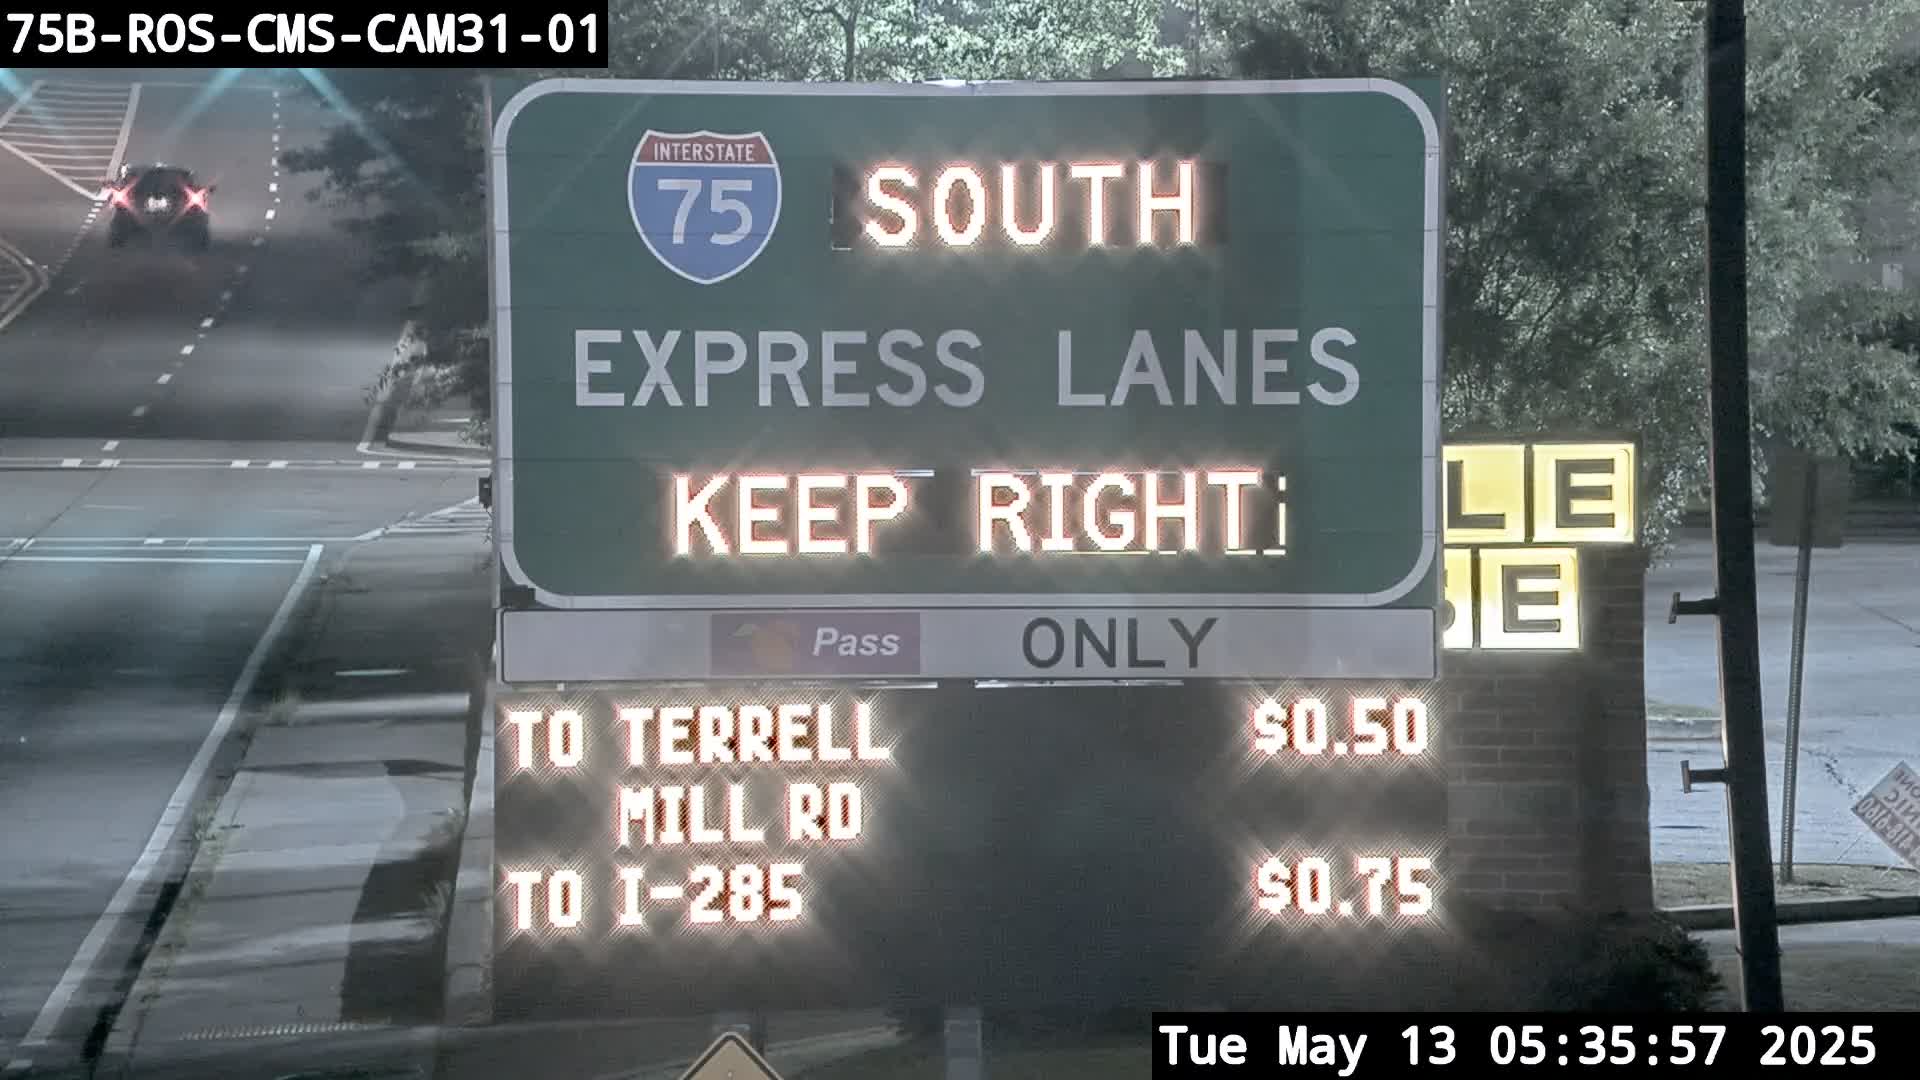 75B-ROS-CMS-CAM31-01
INTERSTATE
75
SOUTH
EXPRESS LANES
KEEP RIGHT
Pass ONLY
LE
E
TO TERRELL $0.50
MILL RD
TO I-285 $0.75
Tue May 13 05:35:57 2025